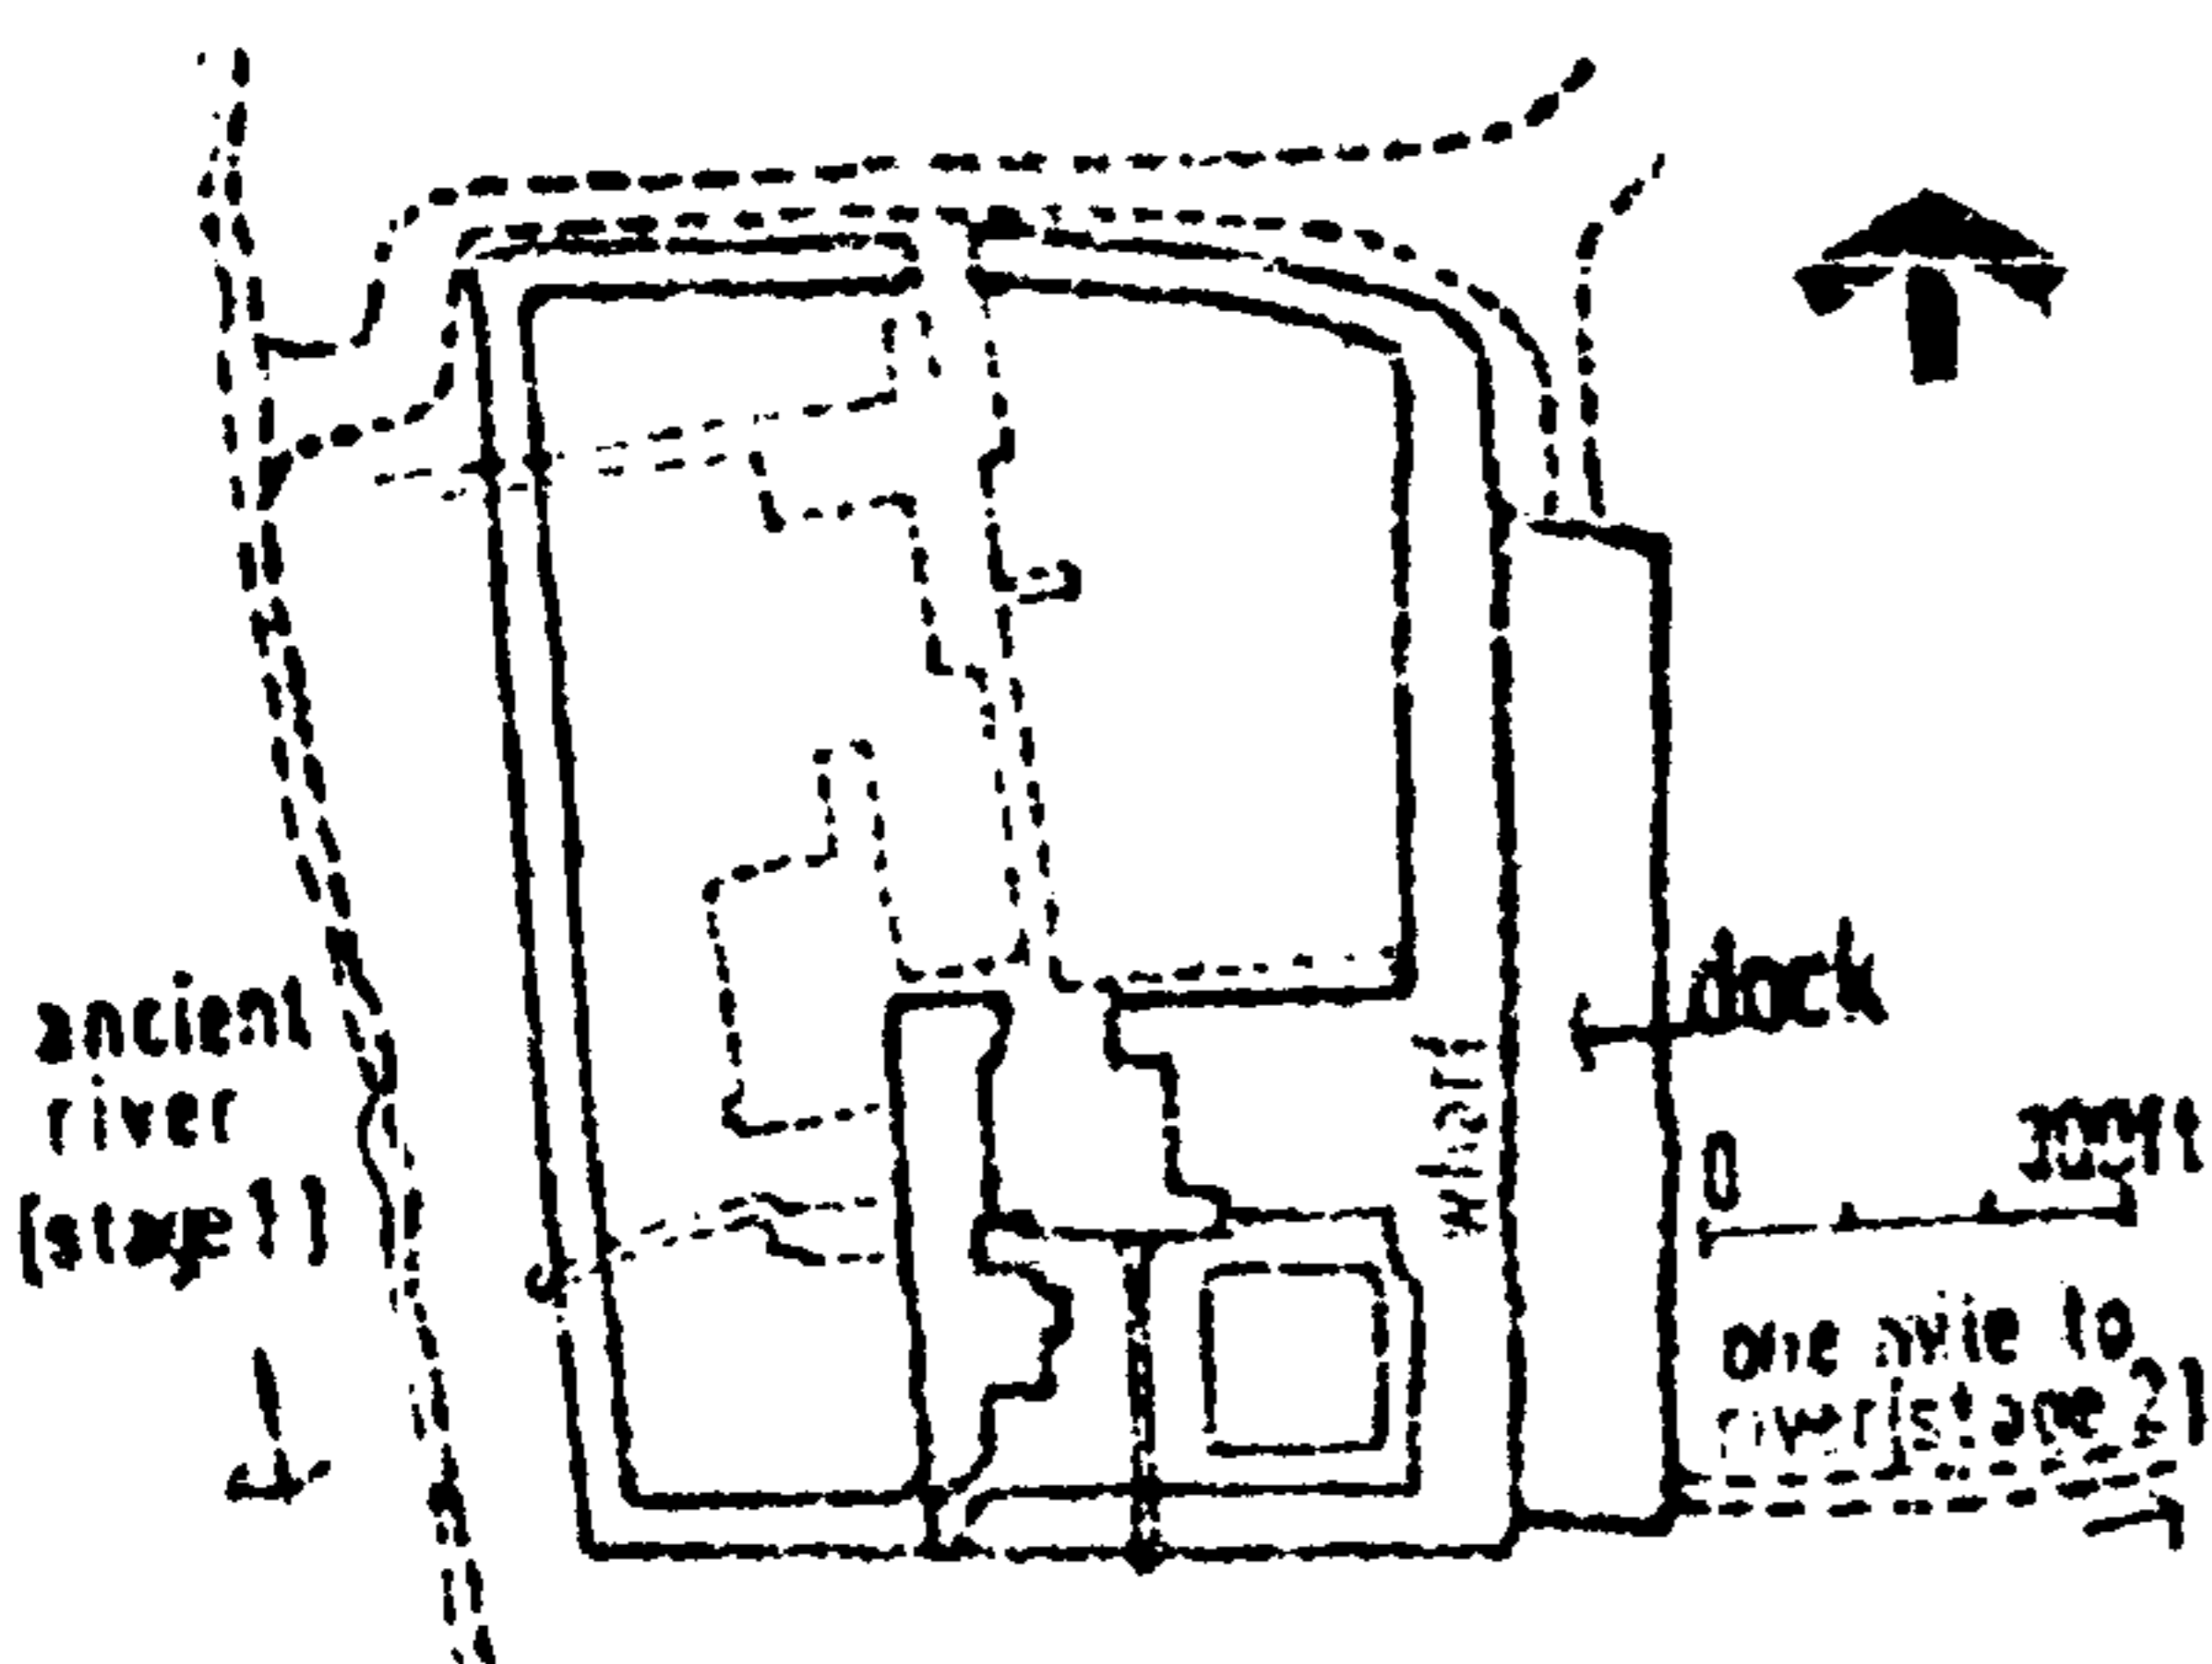 ancient
river
(stage 1)
wharf
dock
0
one mile to
river(stage 2)